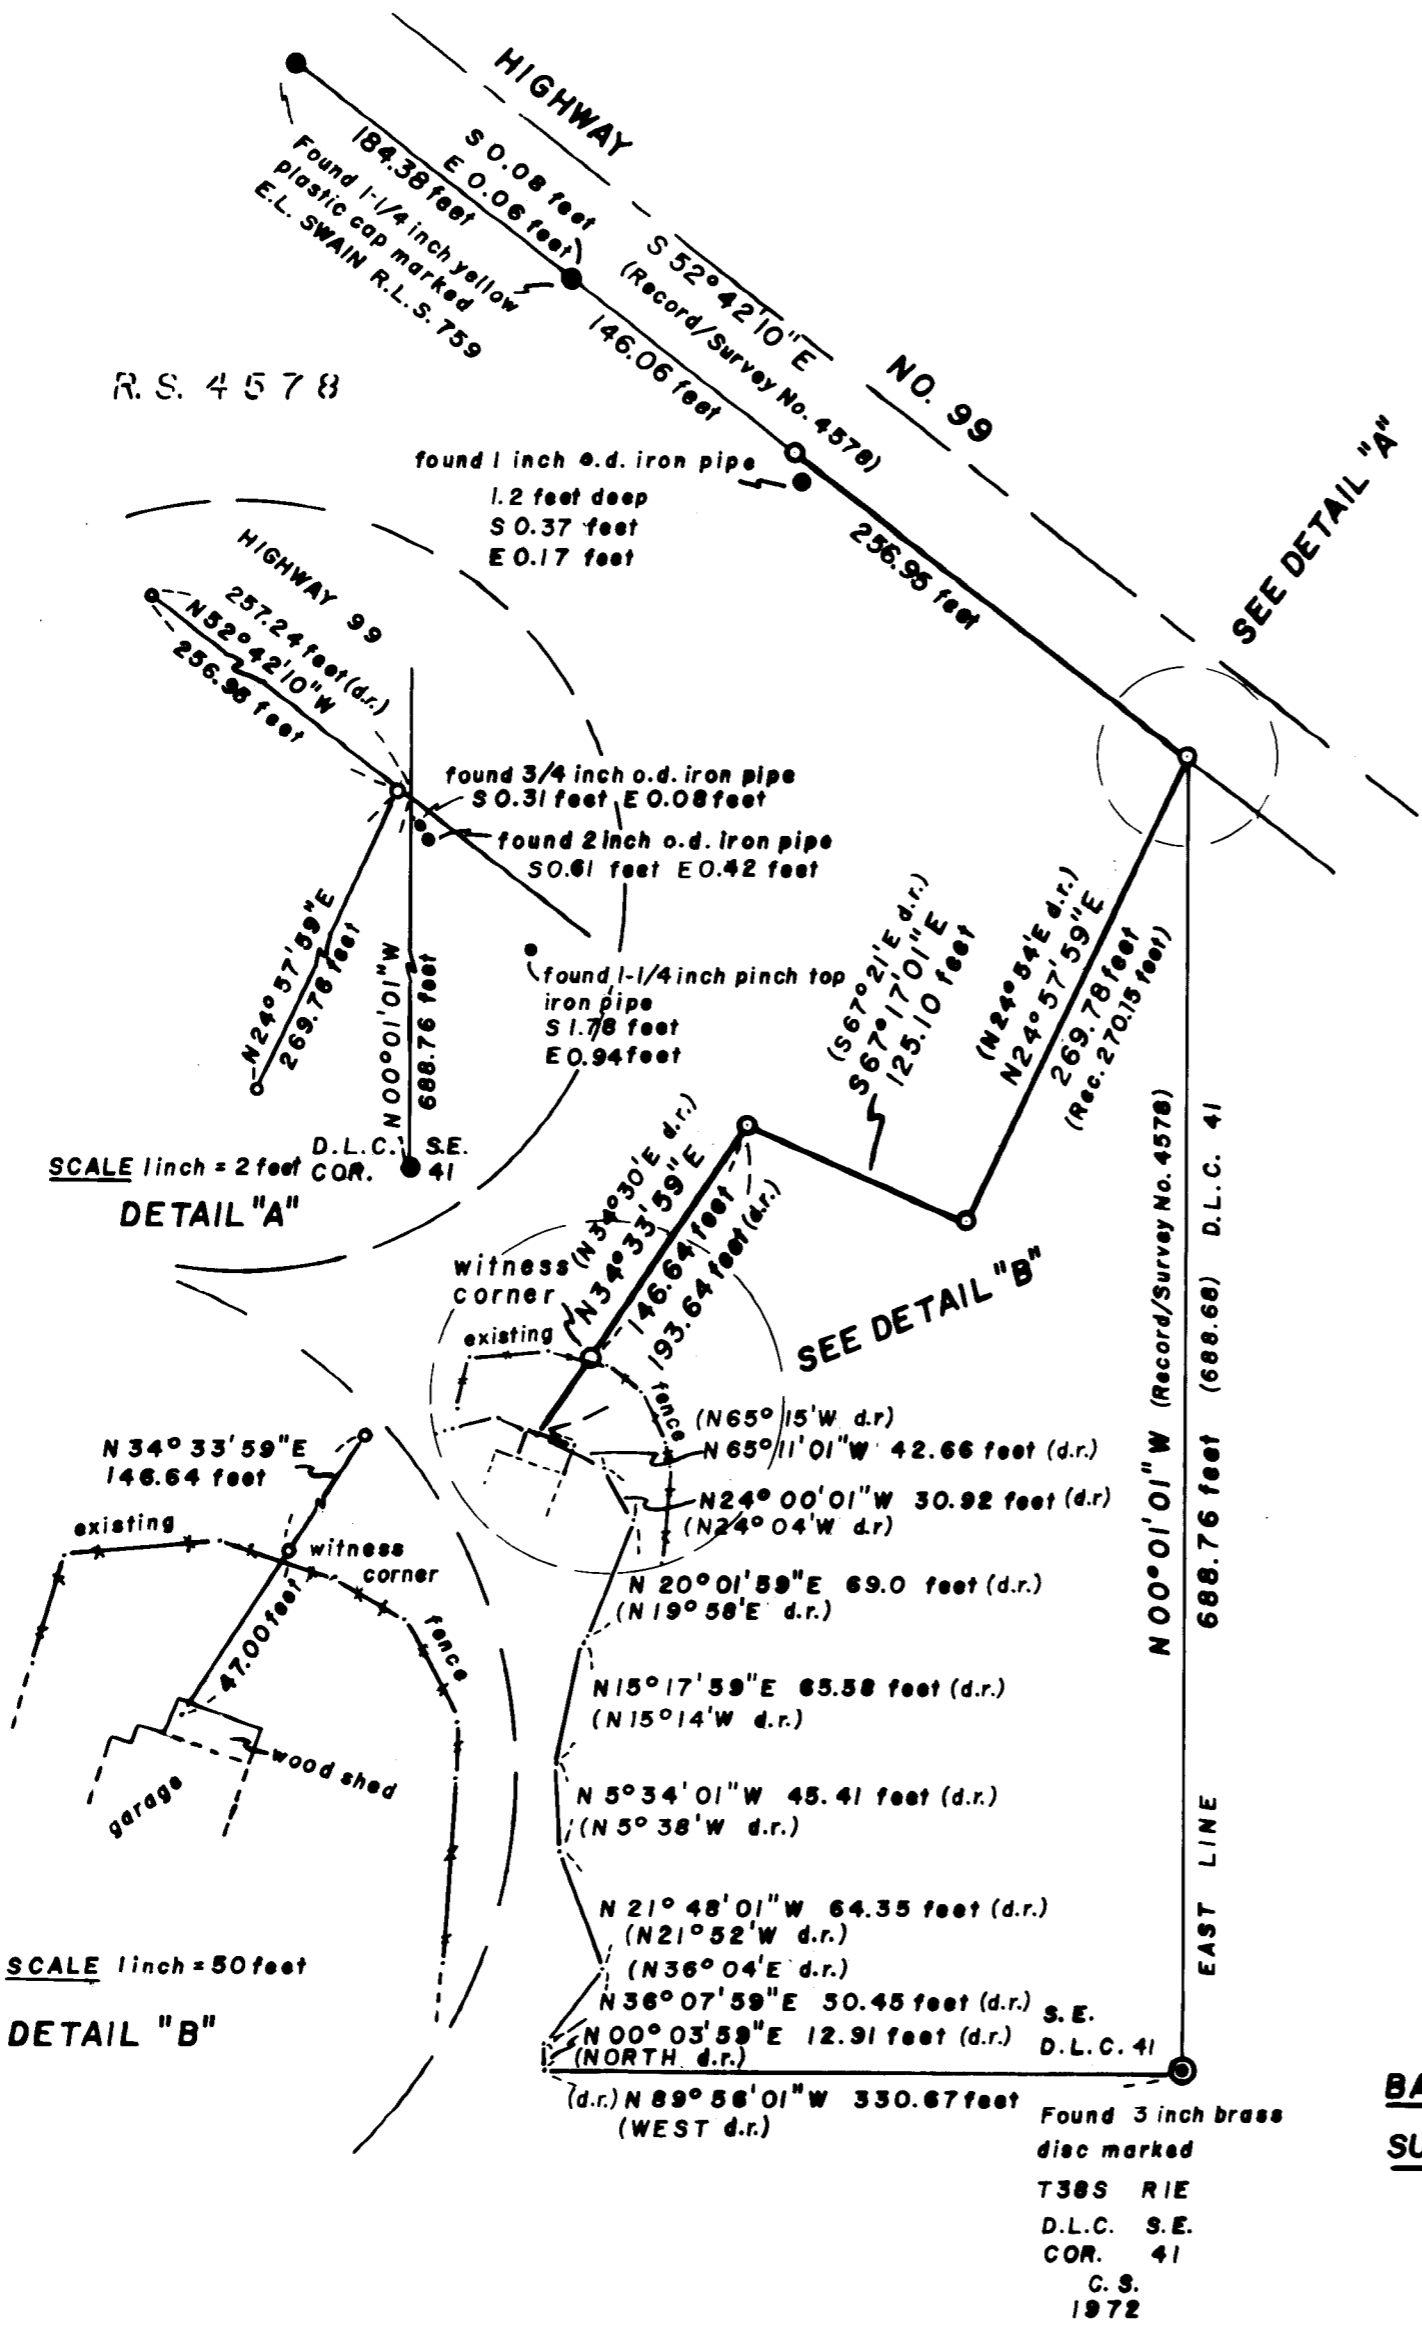 HIGHWAY
184.38 feet
S 0.08 feet
E 0.06 feet
Found 1-1/4 inch yellow
plastic cap marked
E.L. SWAIN R.L.S. 759
S 52° 42'10" E
(Record/Survey No. 4578)
146.06 feet
NO. 99
R. S. 4578
found 1 inch o.d. iron pipe
1.2 feet deep
S 0.37 feet
E 0.17 feet
256.95 feet
SEE DETAIL "A"
HIGHWAY 99
257.24 feet (d.r.)
N52°42'10"W
256.95 feet
found 3/4 inch o.d. iron pipe
S 0.31 feet E 0.08 feet
found 2 inch o.d. iron pipe
S 0.61 feet E 0.42 feet
N24°57'59"E
269.78 feet
N00°01'01"W
688.76 feet
found 1-1/4 inch pinch top
iron pipe
S 1.78 feet
E 0.94 feet
D.L.C. S.E.
COR. 41
SCALE 1 inch = 2 feet
DETAIL "A"
(S67°21'E d.r.)
S67°17'01"E
125.10 feet
(N24°54'E d.r.)
N24°57'59"E
269.78 feet
(Rec. 270.15 feet)
(N34°30'E d.r.)
N34°33'59"E
146.64 feet
193.64 feet (d.r.)
witness
corner
existing
fence
SEE DETAIL "B"
N00°01'01"W (Record/Survey No. 4578)
688.76 feet (688.68) D.L.C. 41
EAST LINE
(N65° 15'W d.r)
N65°11'01"W 42.66 feet (d.r.)
N24° 00'01"W 30.92 feet (d.r)
(N24° 04'W d.r)
N 20°01'59"E 69.0 feet (d.r.)
(N19°58'E d.r.)
N15°17'59"E 65.58 feet (d.r.)
(N15°14'W d.r.)
N 5°34'01"W 45.41 feet (d.r.)
(N 5° 38'W d.r.)
N 21° 48'01"W 64.35 feet (d.r.)
(N21°52'W d.r.)
(N36°04'E d.r.)
N36°07'59"E 50.45 feet (d.r.)
N 00° 03'59"E 12.91 feet (d.r.)
(NORTH d.r.)
S.E.
D.L.C. 41
(d.r.) N 89°56'01"W 330.67 feet
(WEST d.r.)
Found 3 inch brass
disc marked
T38S R1E
D.L.C. S.E.
COR. 41
C. S.
1972
N 34° 33'59"E
146.64 feet
existing
witness
corner
fence
47.00 feet
wood shed
garage
SCALE 1 inch = 50 feet
DETAIL "B"
BA
SU